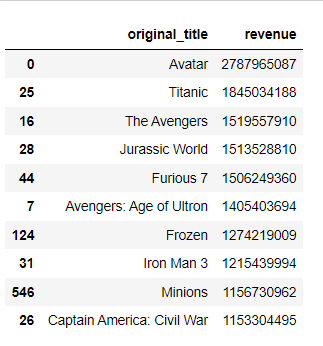 original_title revenue
0 Avatar 2787965087
25 Titanic 1845034188
16 The Avengers 1519557910
28 Jurassic World 1513528810
44 Furious 7 1506249360
7 Avengers: Age of Ultron 1405403694
124 Frozen 1274219009
31 Iron Man 3 1215439994
546 Minions 1156730962
26 Captain America: Civil War 1153304495